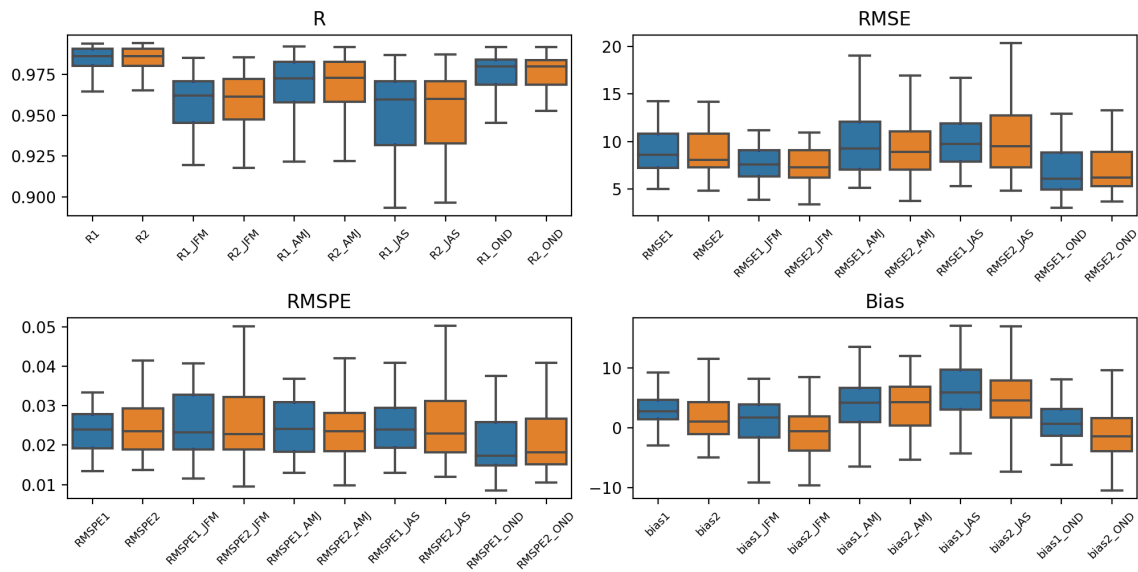 R
0.975
0.950
0.925
0.900
R1 R2 R1_JFM R2_JFM R1_AMJ R2_AMJ R1_JAS R2_JAS R1_OND R2_OND
RMSE
20
15
10
5
RMSE1 RMSE2 RMSE1_JFM RMSE2_JFM RMSE1_AMJ RMSE2_AMJ RMSE1_JAS RMSE2_JAS RMSE1_OND RMSE2_OND
RMSPE
0.05
0.04
0.03
0.02
0.01
RMSPE1 RMSPE2 RMSPE1_JFM RMSPE2_JFM RMSPE1_AMJ RMSPE2_AMJ RMSPE1_JAS RMSPE2_JAS RMSPE1_OND RMSPE2_OND
Bias
10
0
−10
bias1 bias2 bias1_JFM bias2_JFM bias1_AMJ bias2_AMJ bias1_JAS bias2_JAS bias1_OND bias2_OND